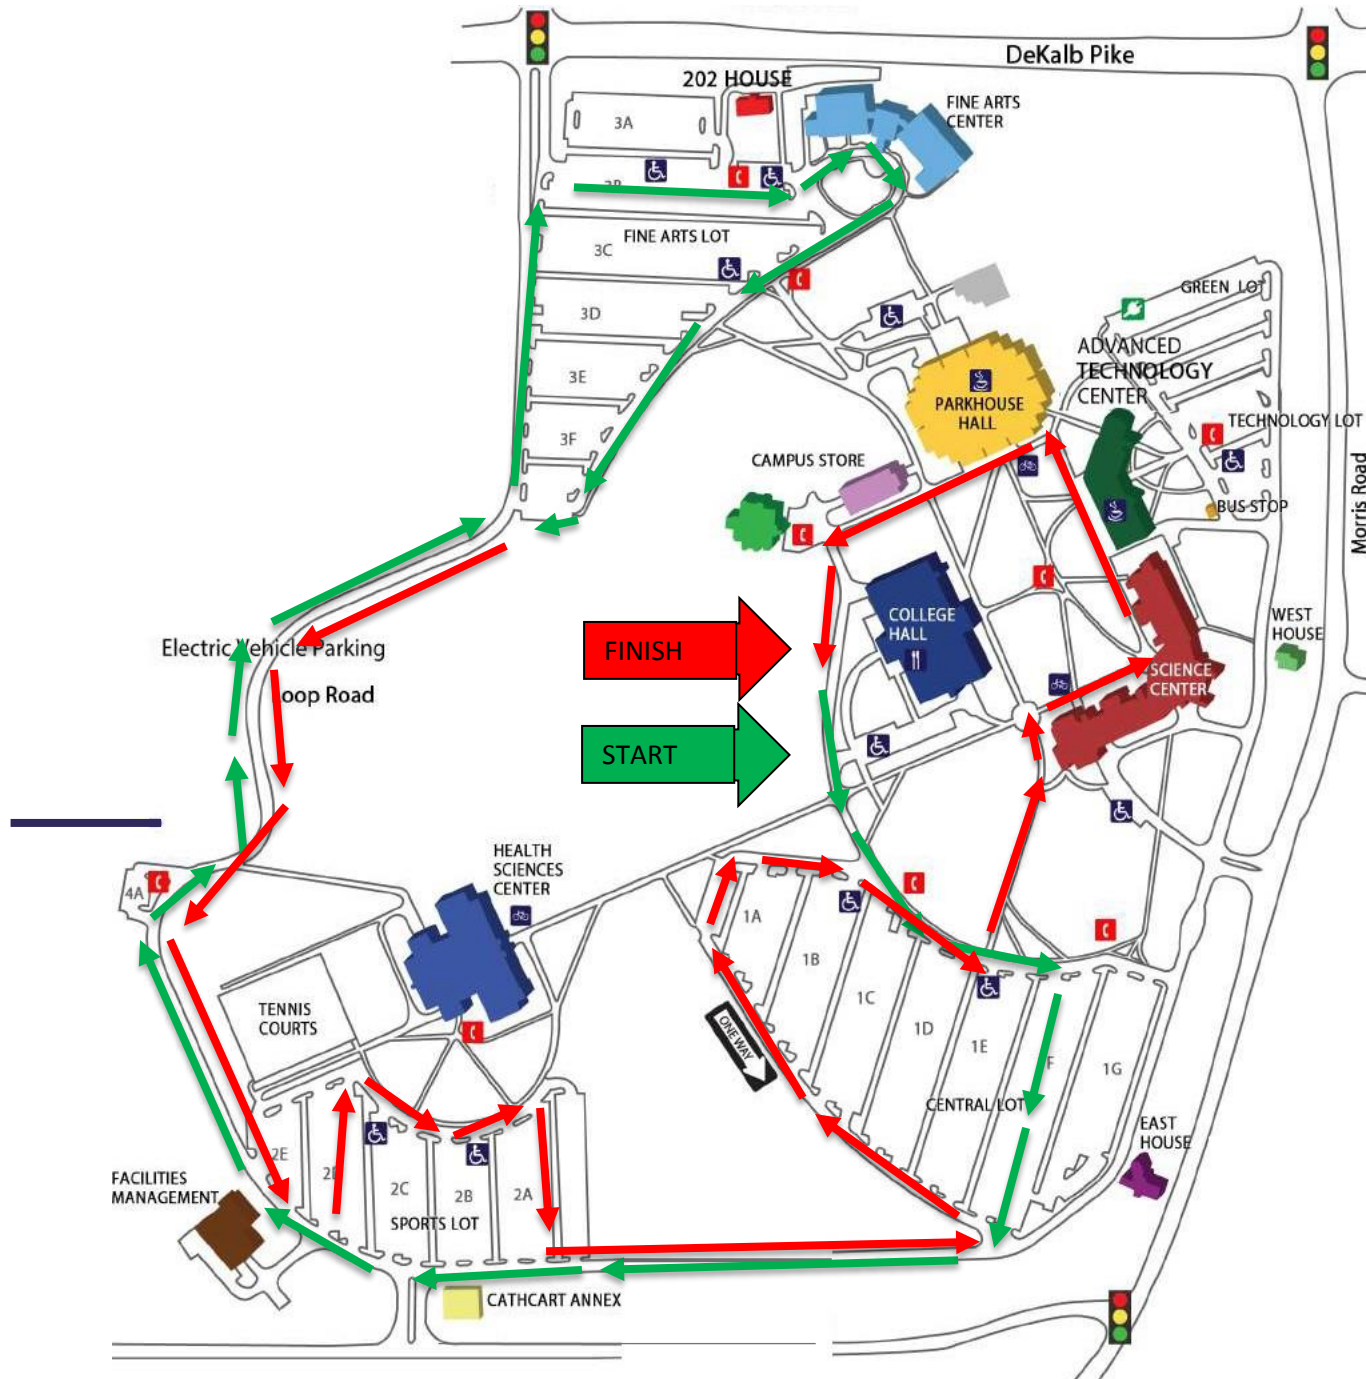 DeKalb Pike
202 HOUSE
FINE ARTS
CENTER
3A
3B
FINE ARTS LOT
3C
GREEN LOT
3D
ADVANCED
TECHNOLOGY
CENTER
3E
PARKHOUSE
HALL
TECHNOLOGY LOT
3F
CAMPUS STORE
BUS STOP
Morris Road
COLLEGE
HALL
WEST
HOUSE
FINISH
Electric Vehicle Parking
SCIENCE
CENTER
Loop Road
START
HEALTH
SCIENCES
CENTER
4A
1A
1B
1C
TENNIS
COURTS
1D
ONE WAY
1E
F
1G
CENTRAL LOT
EAST
HOUSE
2E
FACILITIES
MANAGEMENT
2C
2B
2A
SPORTS LOT
CATHCART ANNEX